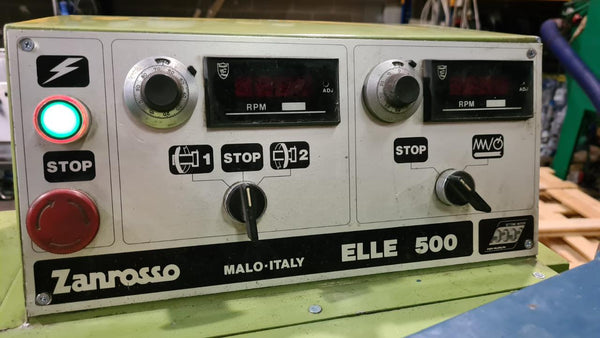 STOP
ADJ
RPM
1 STOP 2
ADJ
RPM
STOP
Zanrosso MALO-ITALY ELLE 500